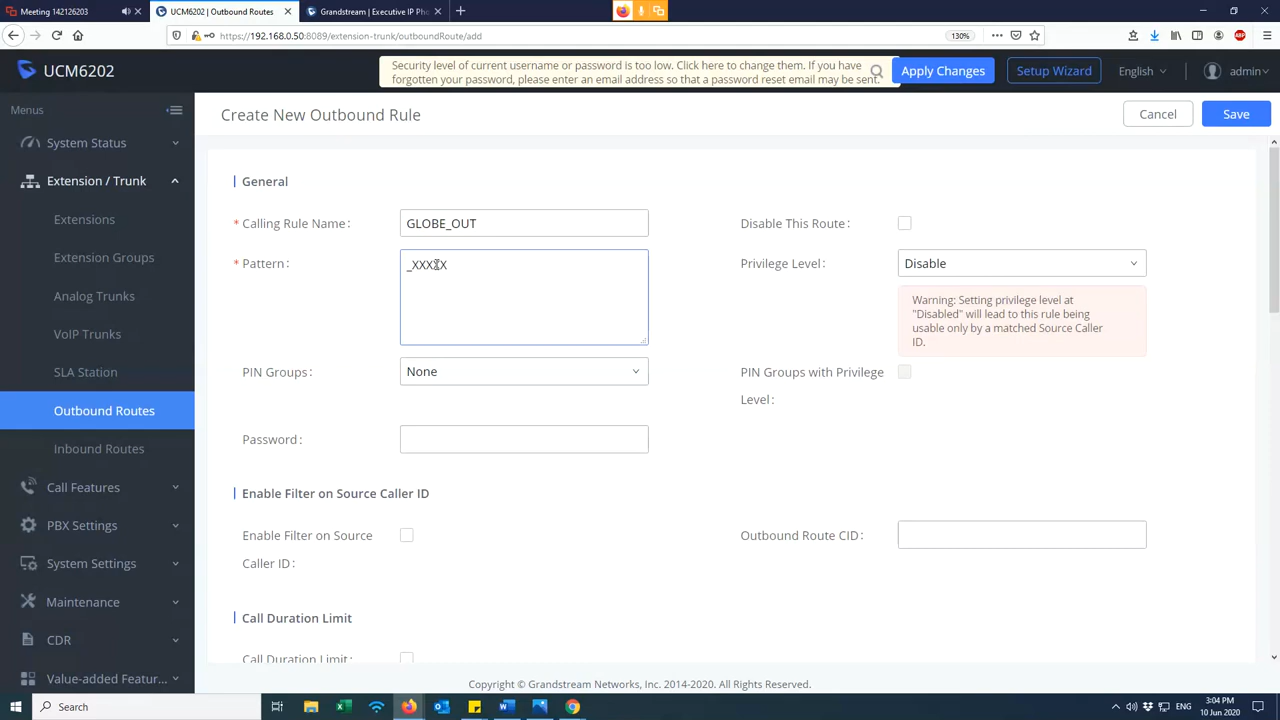 Meeting 142126203
UCM6202 | Outbound Routes
Grandstream | Executive IP Pho
https://192.168.0.50:8089/extension-trunk/outboundRoute/add
130%
ABP
UCM6202
Security level of current username or password is too low. Click here to change them. If you have
forgotten your password, please enter an email address so that a password reset email may be sent.
Apply Changes
Setup Wizard
English
admin
Menus
Create New Outbound Rule
Cancel
Save
System Status
Extension / Trunk
Extensions
Extension Groups
Analog Trunks
VoIP Trunks
SLA Station
Outbound Routes
Inbound Routes
Call Features
PBX Settings
System Settings
Maintenance
CDR
Value-added Featur...
General
* Calling Rule Name :
GLOBE_OUT
Disable This Route :
* Pattern :
_XXXXX
Privilege Level :
Disable
Warning: Setting privilege level at
"Disabled" will lead to this rule being
usable only by a matched Source Caller
ID.
PIN Groups :
None
PIN Groups with Privilege
Level :
Password :
Enable Filter on Source Caller ID
Enable Filter on Source
Caller ID :
Outbound Route CID :
Call Duration Limit
Call Duration Limit :
Copyright © Grandstream Networks, Inc. 2014-2020. All Rights Reserved.
Search
ENG
3:04 PM
10 Jun 2020